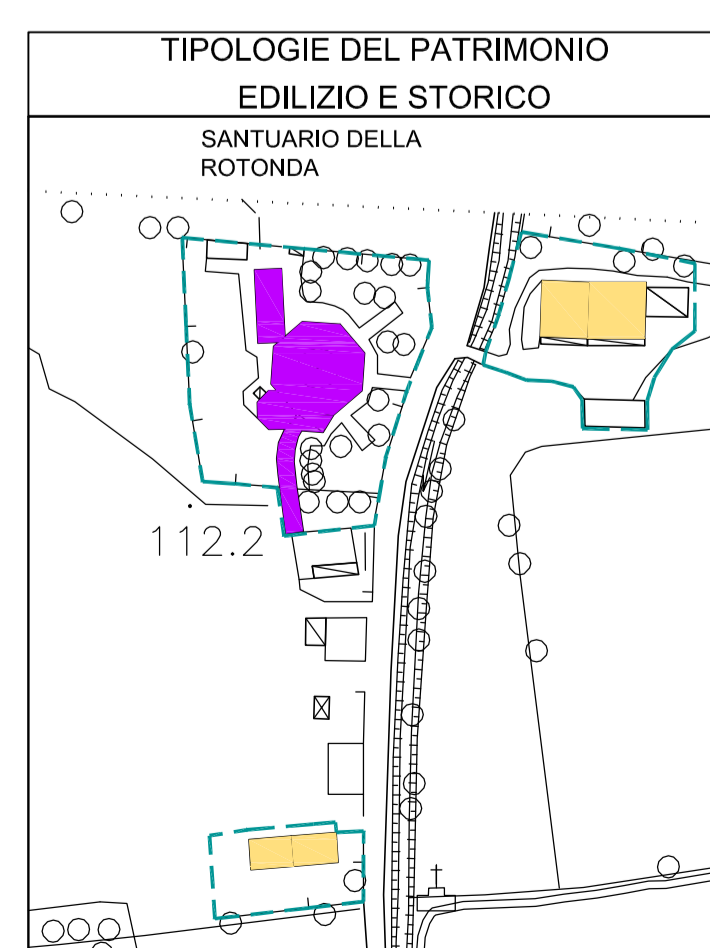 TIPOLOGIE DEL PATRIMONIO
EDILIZIO E STORICO
SANTUARIO DELLA
ROTONDA
112.2